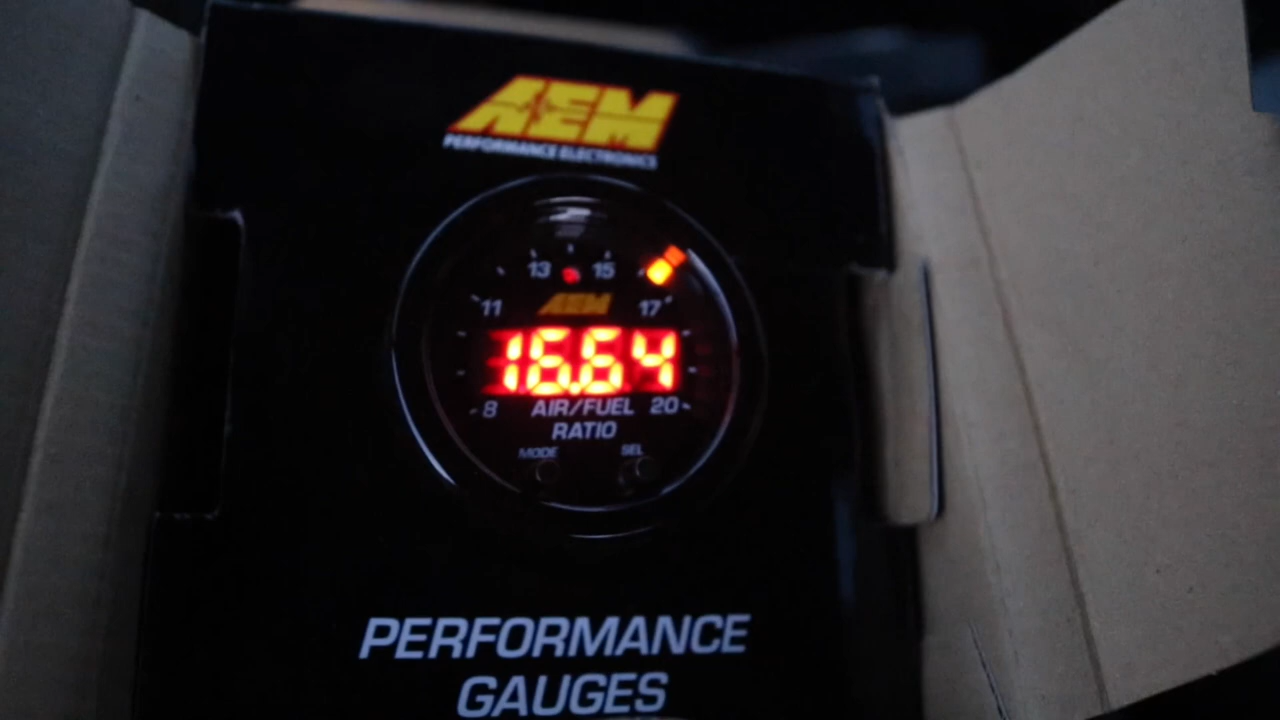 AEM
PERFORMANCE ELECTRONICS
13 15
AEM
11 17
16.64
8 AIR/FUEL 20
RATIO
MODE SEL
PERFORMANCE
GAUGES